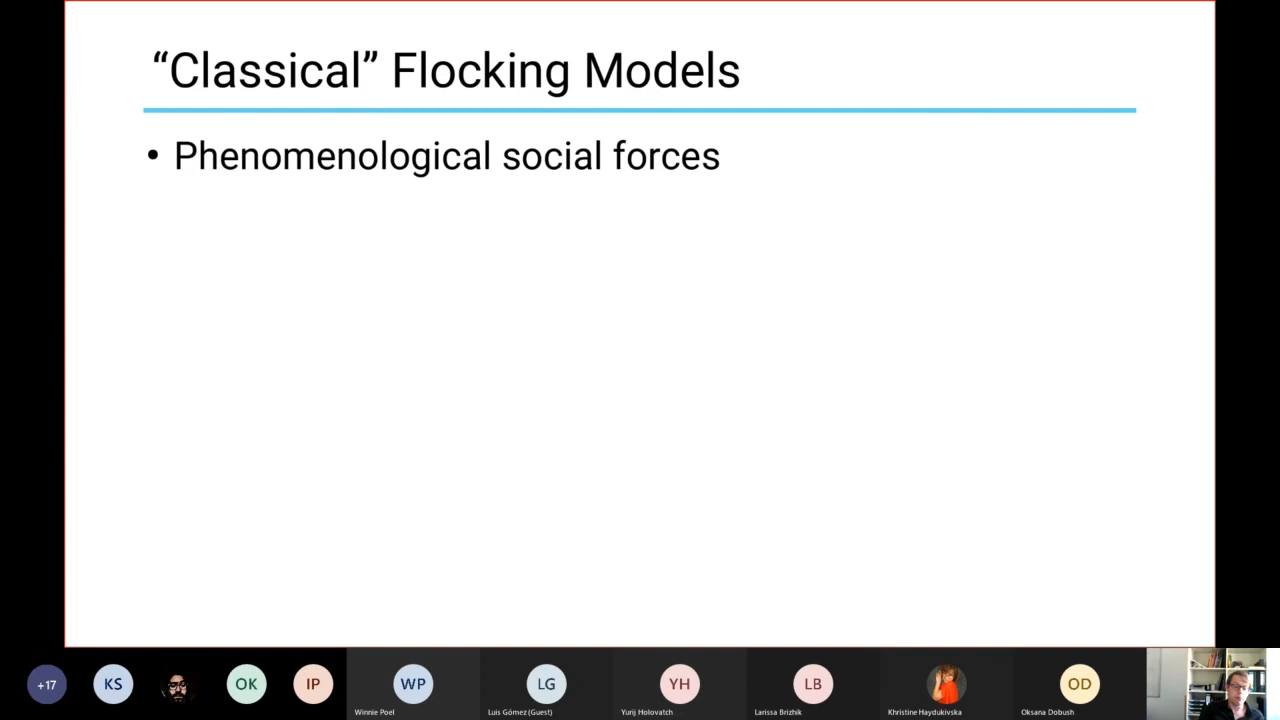 “Classical” Flocking Models
• Phenomenological social forces
+17
KS
OK
IP
WP
Winnie Poel
LG
Luis Gómez (Guest)
YH
Yurij Holovatch
LB
Larissa Brizhik
Khristine Haydukivska
OD
Oksana Dobush